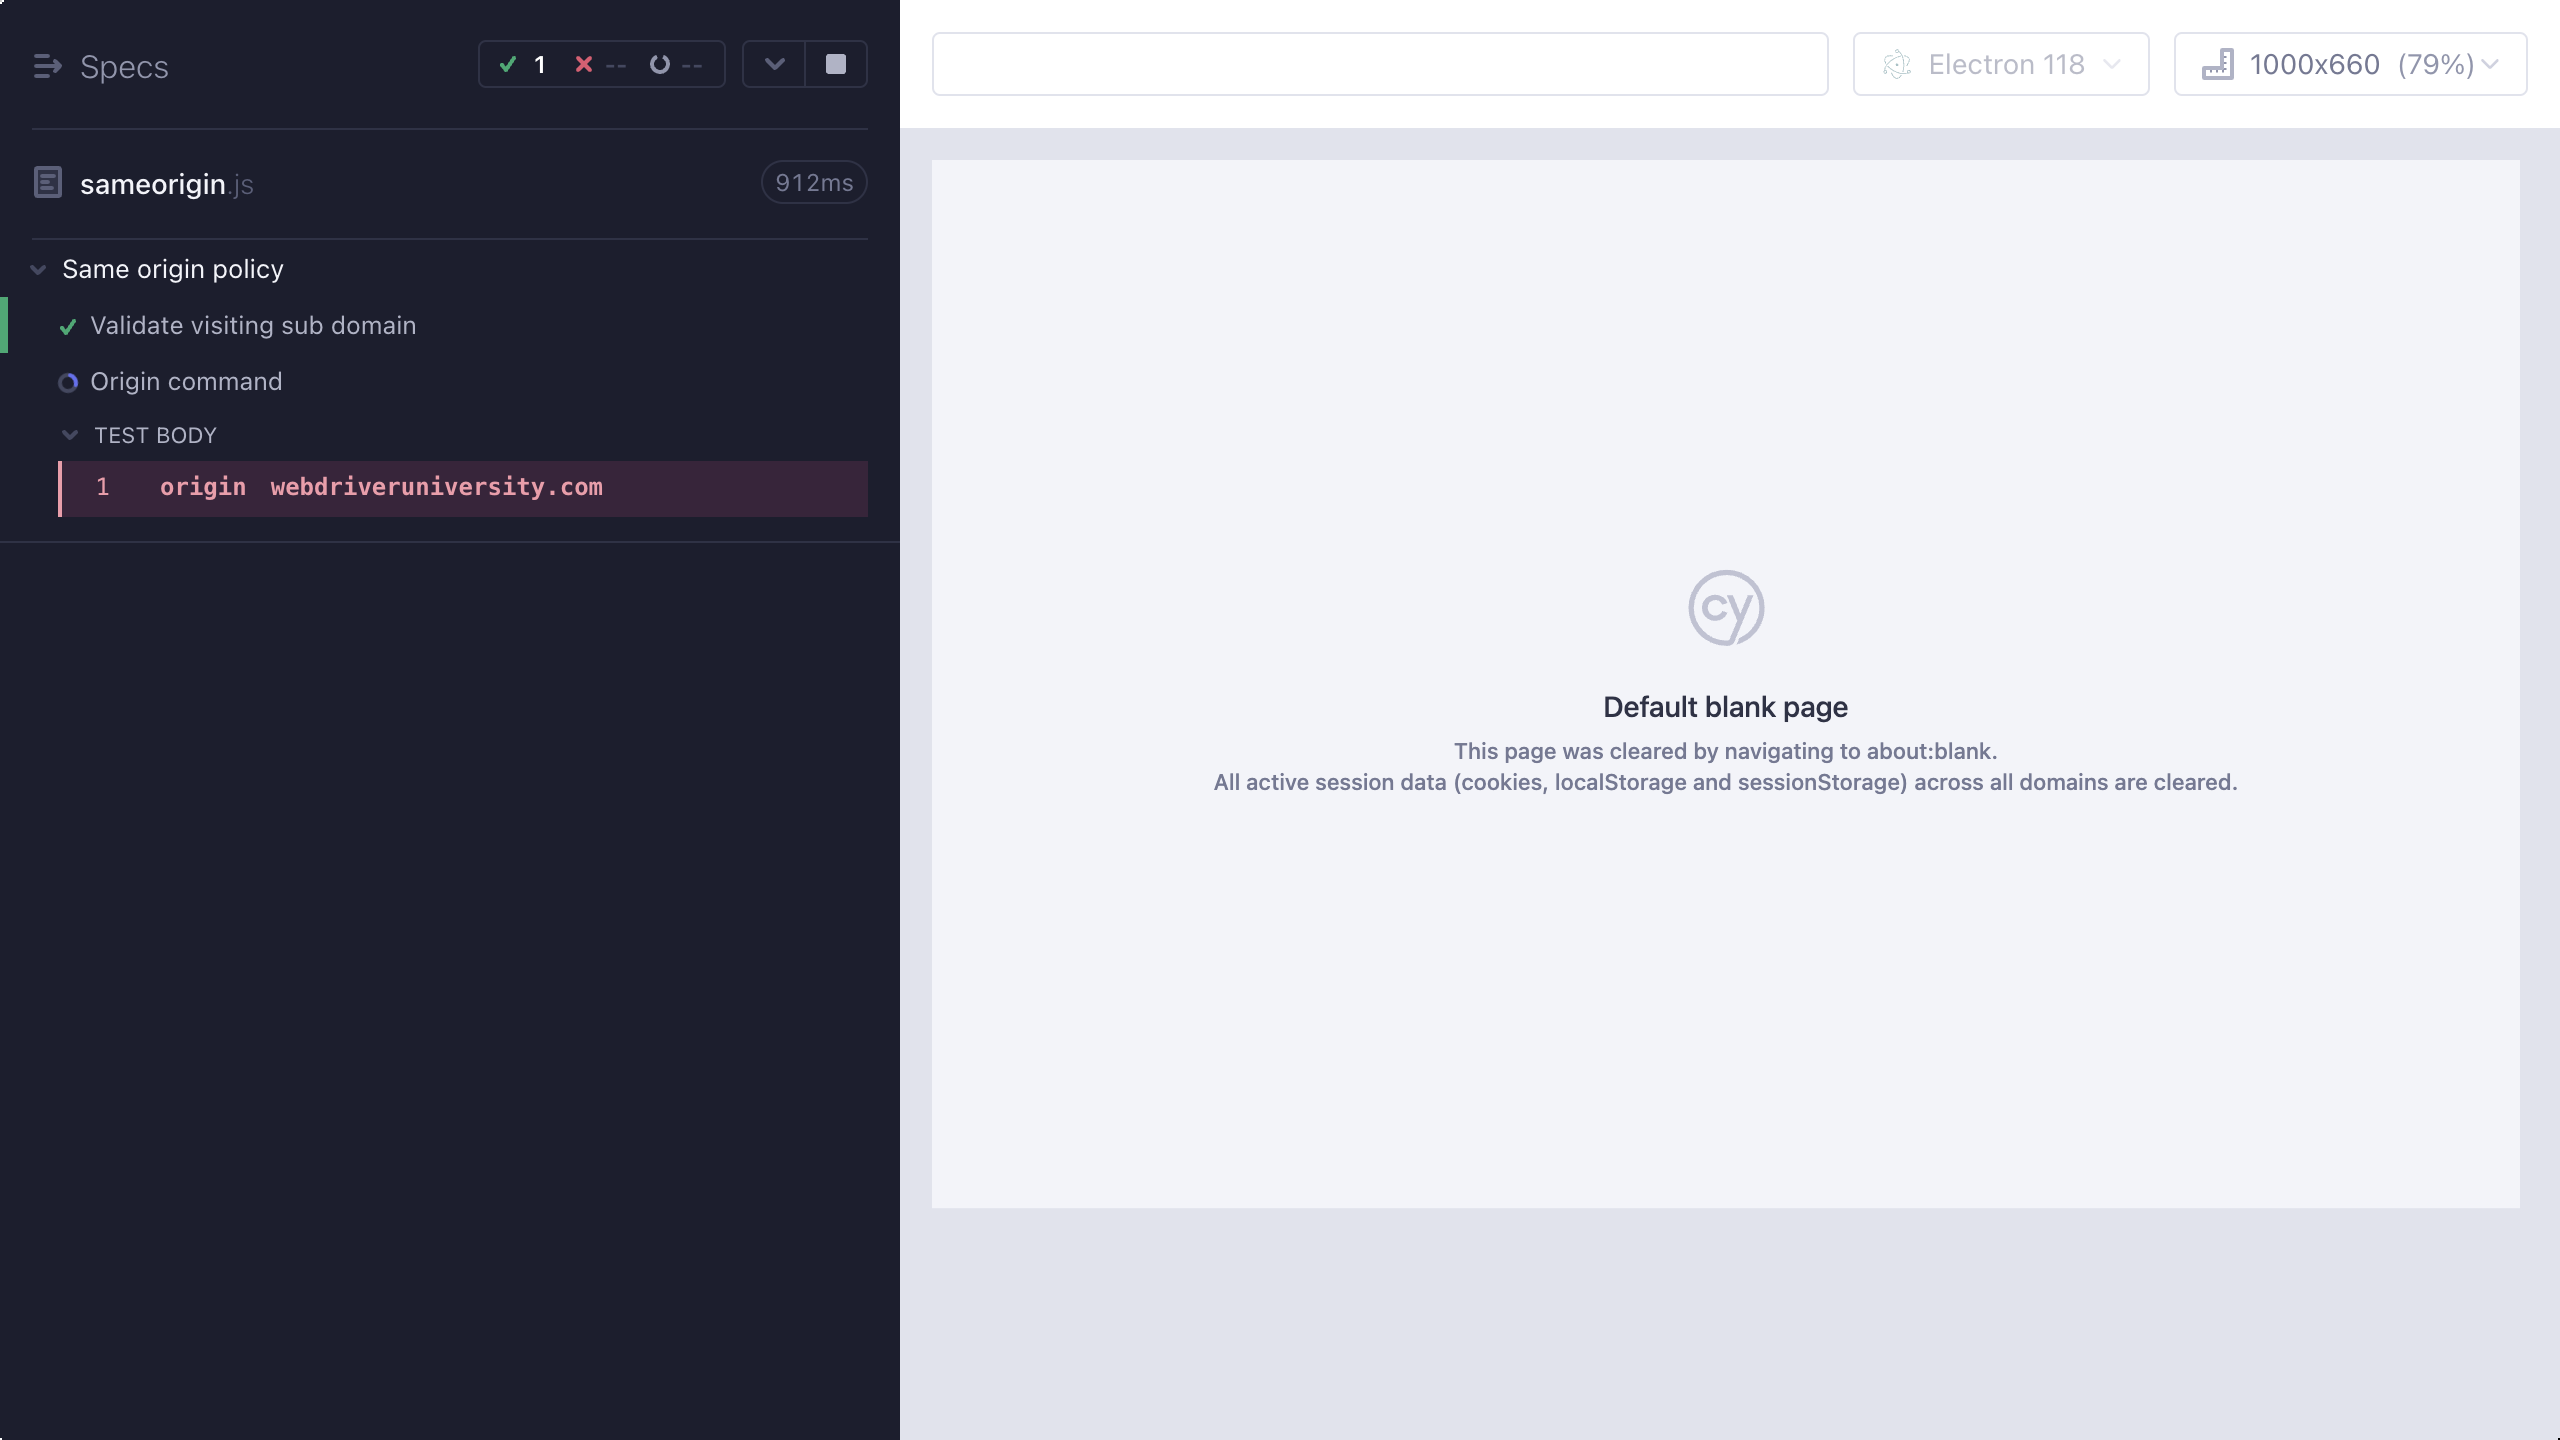 Specs
1 -- --
sameorigin.js
912ms
Same origin policy
Validate visiting sub domain
Origin command
TEST BODY
1 origin webdriveruniversity.com
Electron 118
1000x660 (79%)
cy
Default blank page
This page was cleared by navigating to about:blank.
All active session data (cookies, localStorage and sessionStorage) across all domains are cleared.